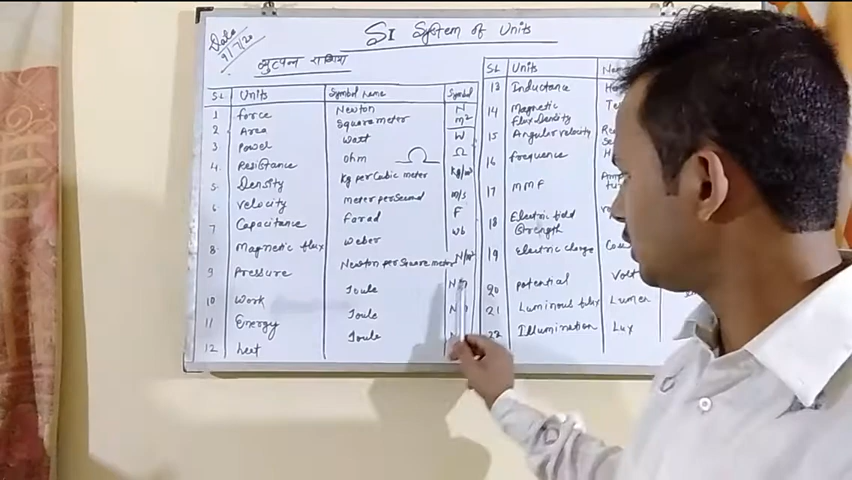 Date
9/7/20
SI System of Units
व्युत्पन्न राशियां
SL Units Symbol Name Symbol
1 force Newton N
2 Area Square meter m²
3 Power Watt W
4 Resistance ohm Ω
5 Density Kg per Cubic meter
6 Velocity meter per Second m/s
7 Capacitance Farad F
8 Magnetic flux Weber Wb
9 Pressure Newton per Square meter N/m²
10 Work Joule
11 Energy Joule
12 heet Joule
SL Units
13 Inductance
14 Magnetic
flux Density
15 Angular velocity
16 frequence
17 MMF
18 Electric field
Strength
19 Electric charge
20 potential Volt
21 Luminous flux Lumen
22 Illumination Lux